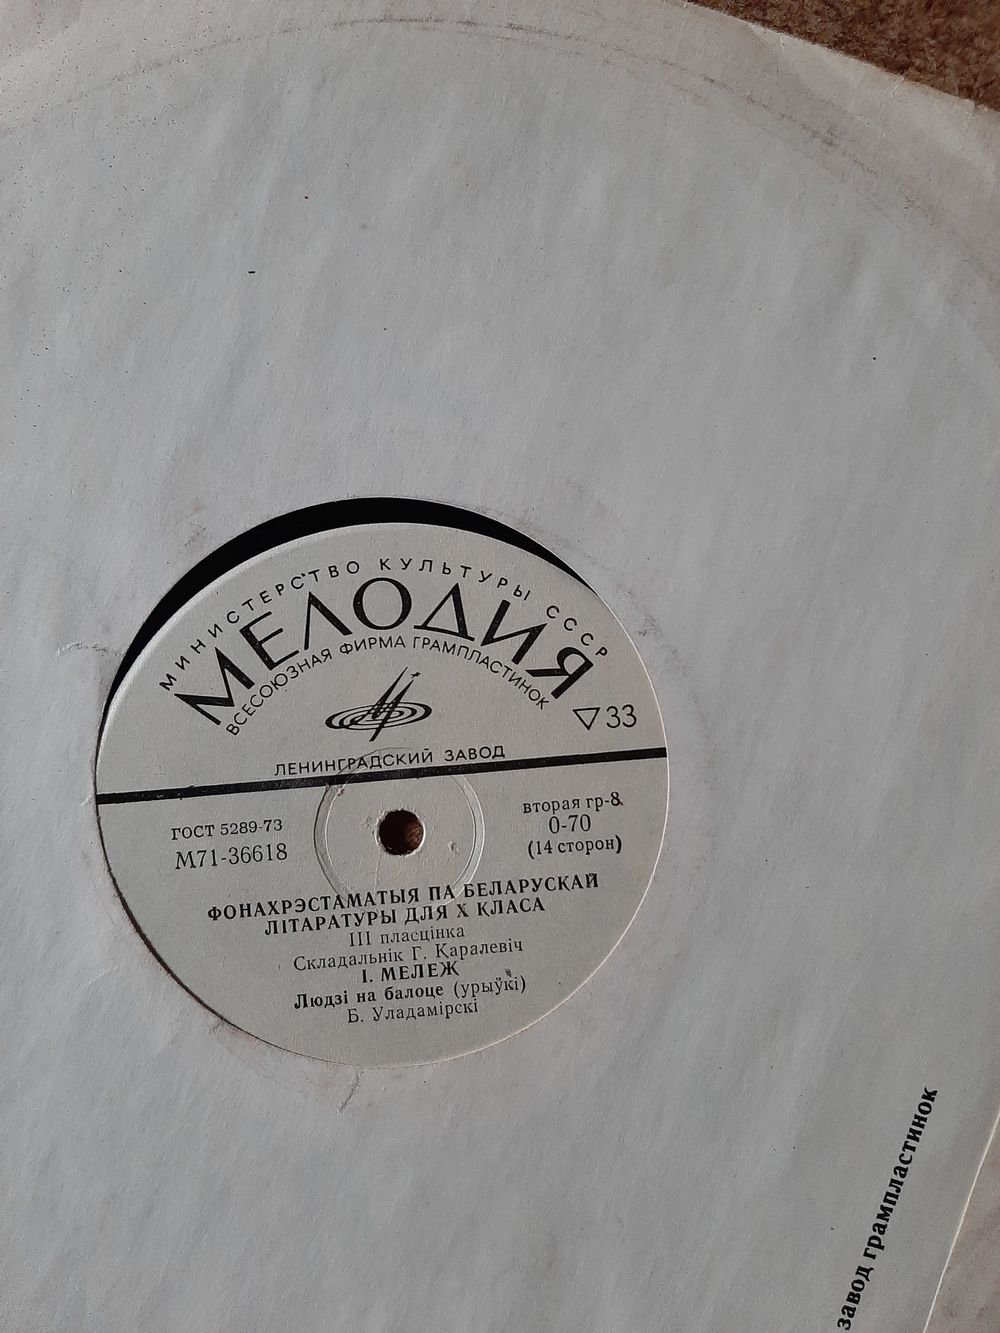 МИНИСТЕРСТВО КУЛЬТУРЫ СССР
МЕЛОДИЯ
ВСЕСОЮЗНАЯ ФИРМА ГРАМПЛАСТИНОК
▽33
ЛЕНИНГРАДСКИЙ ЗАВОД
ГОСТ 5289-73
М71-36618
вторая гр-8
0-70
(14 сторон)
ФОНАХРЭСТАМАТЫЯ ПА БЕЛАРУСКАЙ
ЛІТАРАТУРЫ ДЛЯ X КЛАСА
III пласцінка
Складальнік Г. Каралевіч
І. МЕЛЕЖ
Людзі на балоце (урыўкі)
Б. Уладамірскі
завод грампластинок